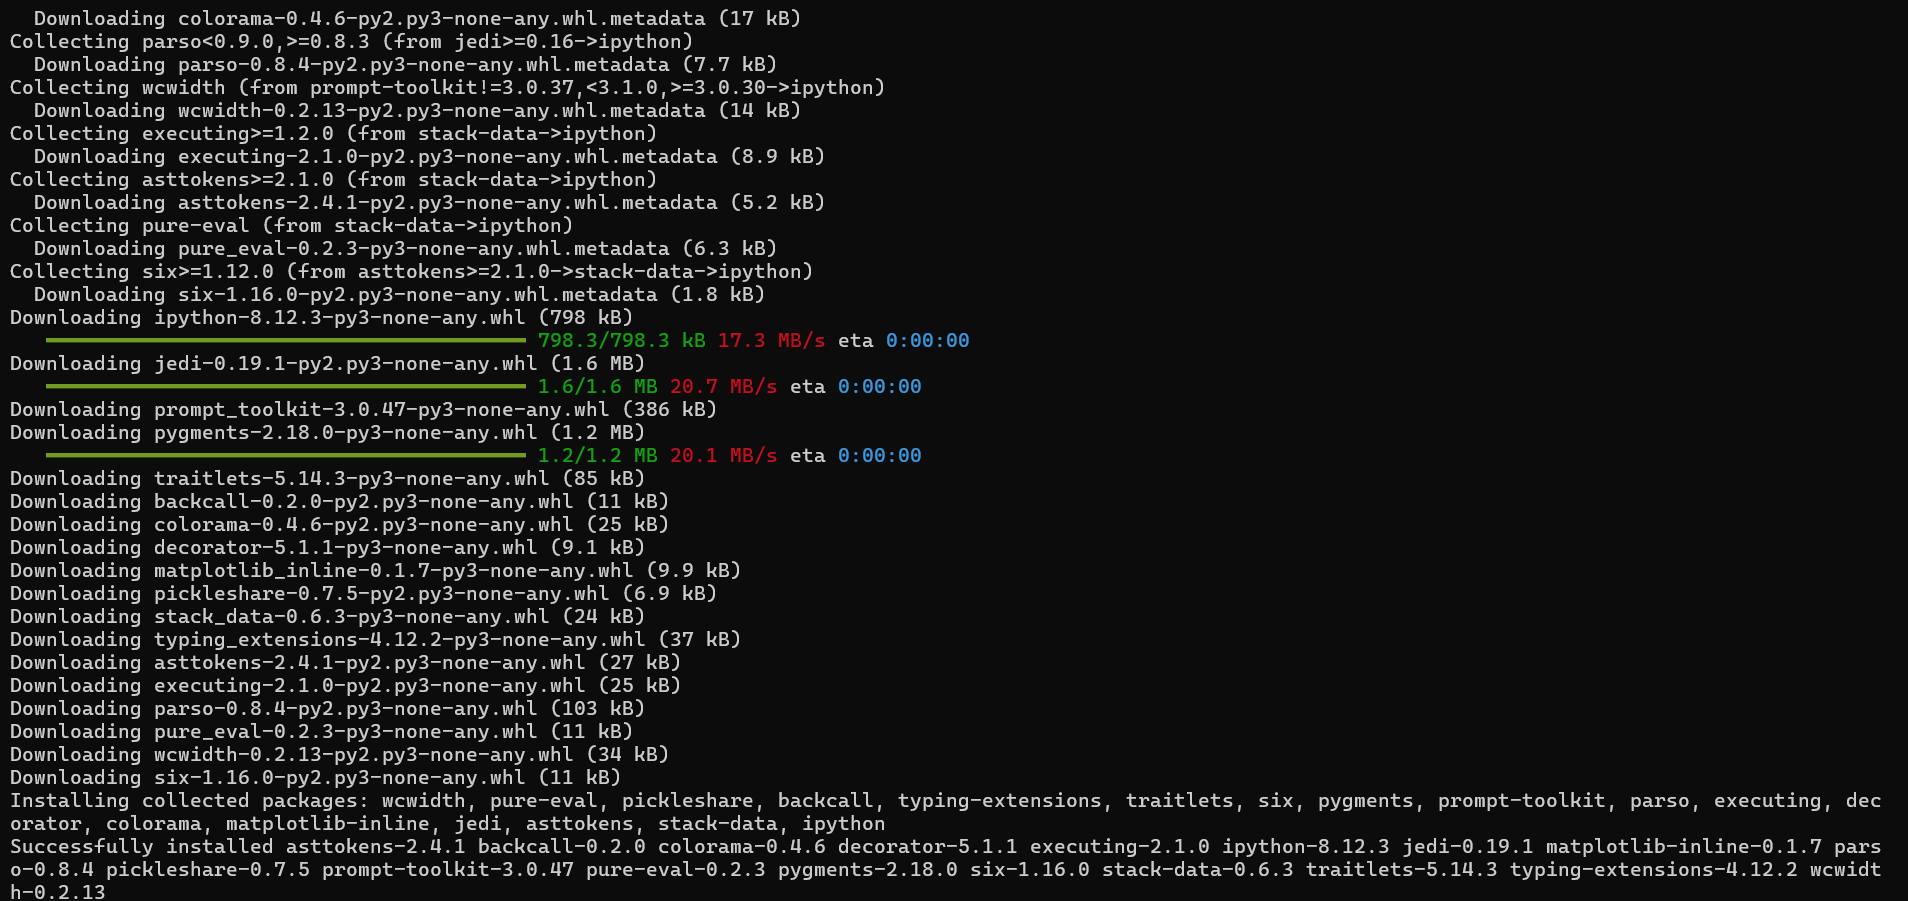 Downloading colorama-0.4.6-py2.py3-none-any.whl.metadata (17 kB)
Collecting parso<0.9.0,>=0.8.3 (from jedi>=0.16->ipython)
Downloading parso-0.8.4-py2.py3-none-any.whl.metadata (7.7 kB)
Collecting wcwidth (from prompt-toolkit!=3.0.37,<3.1.0,>=3.0.30->ipython)
Downloading wcwidth-0.2.13-py2.py3-none-any.whl.metadata (14 kB)
Collecting executing>=1.2.0 (from stack-data->ipython)
Downloading executing-2.1.0-py2.py3-none-any.whl.metadata (8.9 kB)
Collecting asttokens>=2.1.0 (from stack-data->ipython)
Downloading asttokens-2.4.1-py2.py3-none-any.whl.metadata (5.2 kB)
Collecting pure-eval (from stack-data->ipython)
Downloading pure_eval-0.2.3-py3-none-any.whl.metadata (6.3 kB)
Collecting six>=1.12.0 (from asttokens>=2.1.0->stack-data->ipython)
Downloading six-1.16.0-py2.py3-none-any.whl.metadata (1.8 kB)
Downloading ipython-8.12.3-py3-none-any.whl (798 kB)
798.3/798.3 kB 17.3 MB/s eta 0:00:00
Downloading jedi-0.19.1-py2.py3-none-any.whl (1.6 MB)
1.6/1.6 MB 20.7 MB/s eta 0:00:00
Downloading prompt_toolkit-3.0.47-py3-none-any.whl (386 kB)
Downloading pygments-2.18.0-py3-none-any.whl (1.2 MB)
1.2/1.2 MB 20.1 MB/s eta 0:00:00
Downloading traitlets-5.14.3-py3-none-any.whl (85 kB)
Downloading backcall-0.2.0-py2.py3-none-any.whl (11 kB)
Downloading colorama-0.4.6-py2.py3-none-any.whl (25 kB)
Downloading decorator-5.1.1-py3-none-any.whl (9.1 kB)
Downloading matplotlib_inline-0.1.7-py3-none-any.whl (9.9 kB)
Downloading pickleshare-0.7.5-py2.py3-none-any.whl (6.9 kB)
Downloading stack_data-0.6.3-py3-none-any.whl (24 kB)
Downloading typing_extensions-4.12.2-py3-none-any.whl (37 kB)
Downloading asttokens-2.4.1-py2.py3-none-any.whl (27 kB)
Downloading executing-2.1.0-py2.py3-none-any.whl (25 kB)
Downloading parso-0.8.4-py2.py3-none-any.whl (103 kB)
Downloading pure_eval-0.2.3-py3-none-any.whl (11 kB)
Downloading wcwidth-0.2.13-py2.py3-none-any.whl (34 kB)
Downloading six-1.16.0-py2.py3-none-any.whl (11 kB)
Installing collected packages: wcwidth, pure-eval, pickleshare, backcall, typing-extensions, traitlets, six, pygments, prompt-toolkit, parso, executing, dec
orator, colorama, matplotlib-inline, jedi, asttokens, stack-data, ipython
Successfully installed asttokens-2.4.1 backcall-0.2.0 colorama-0.4.6 decorator-5.1.1 executing-2.1.0 ipython-8.12.3 jedi-0.19.1 matplotlib-inline-0.1.7 pars
o-0.8.4 pickleshare-0.7.5 prompt-toolkit-3.0.47 pure-eval-0.2.3 pygments-2.18.0 six-1.16.0 stack-data-0.6.3 traitlets-5.14.3 typing-extensions-4.12.2 wcwidt
h-0.2.13